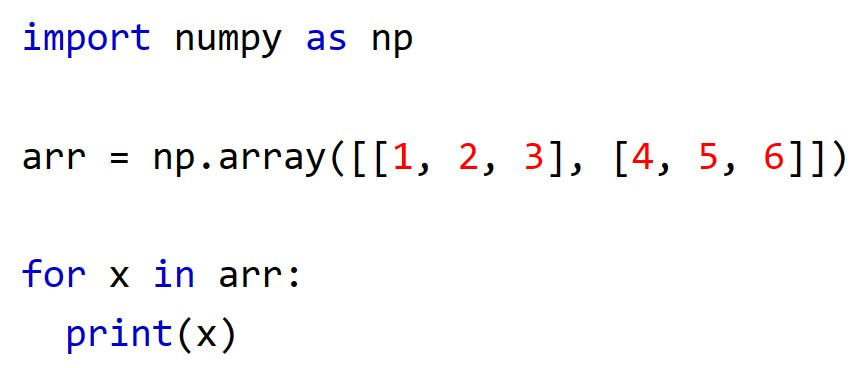 import numpy as np
arr = np.array([[1, 2, 3], [4, 5, 6]])
for x in arr:
  print(x)